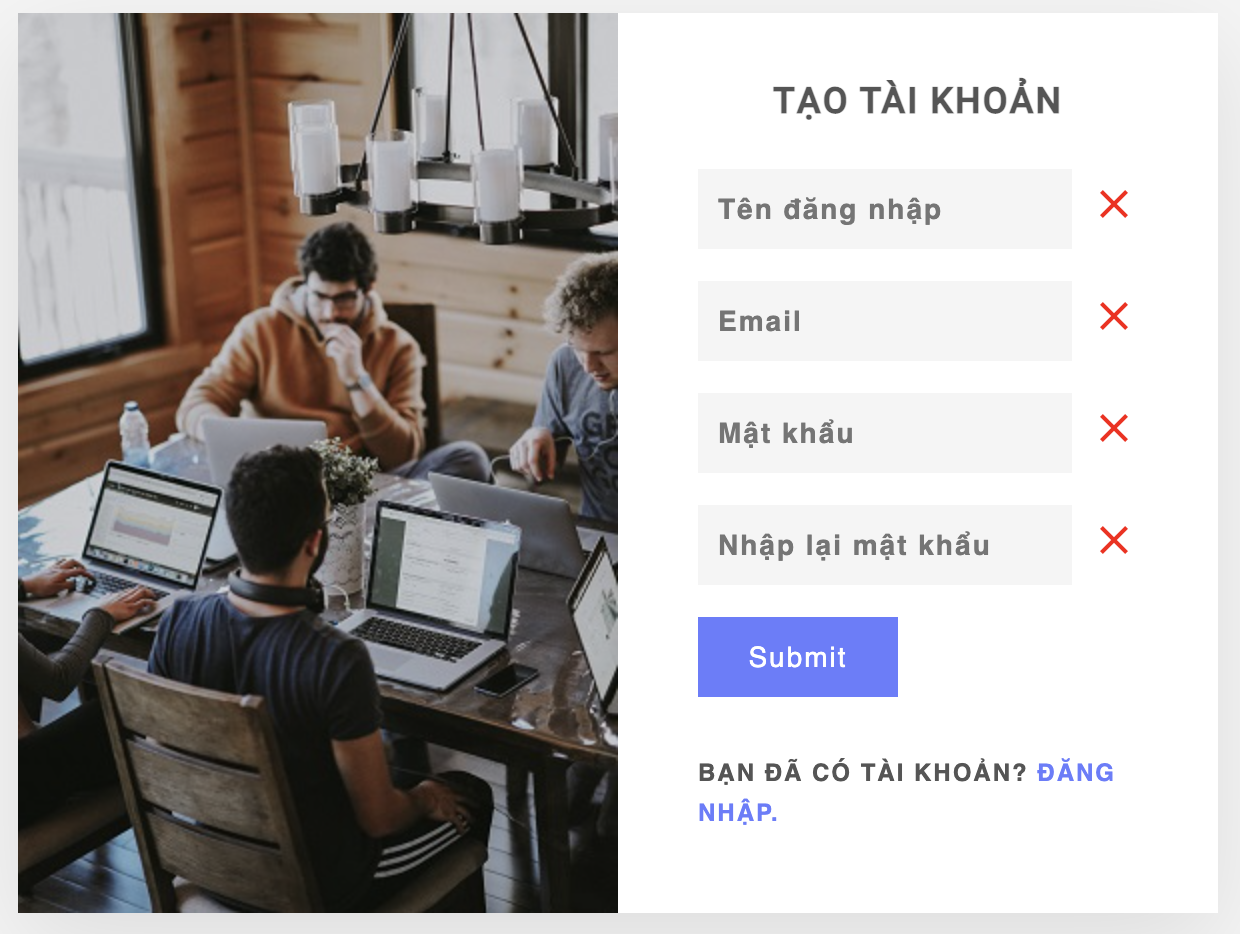 TẠO TÀI KHOẢN
Tên đăng nhập
Email
Mật khẩu
Nhập lại mật khẩu
Submit
BẠN ĐÃ CÓ TÀI KHOẢN? ĐĂNG
NHẬP.